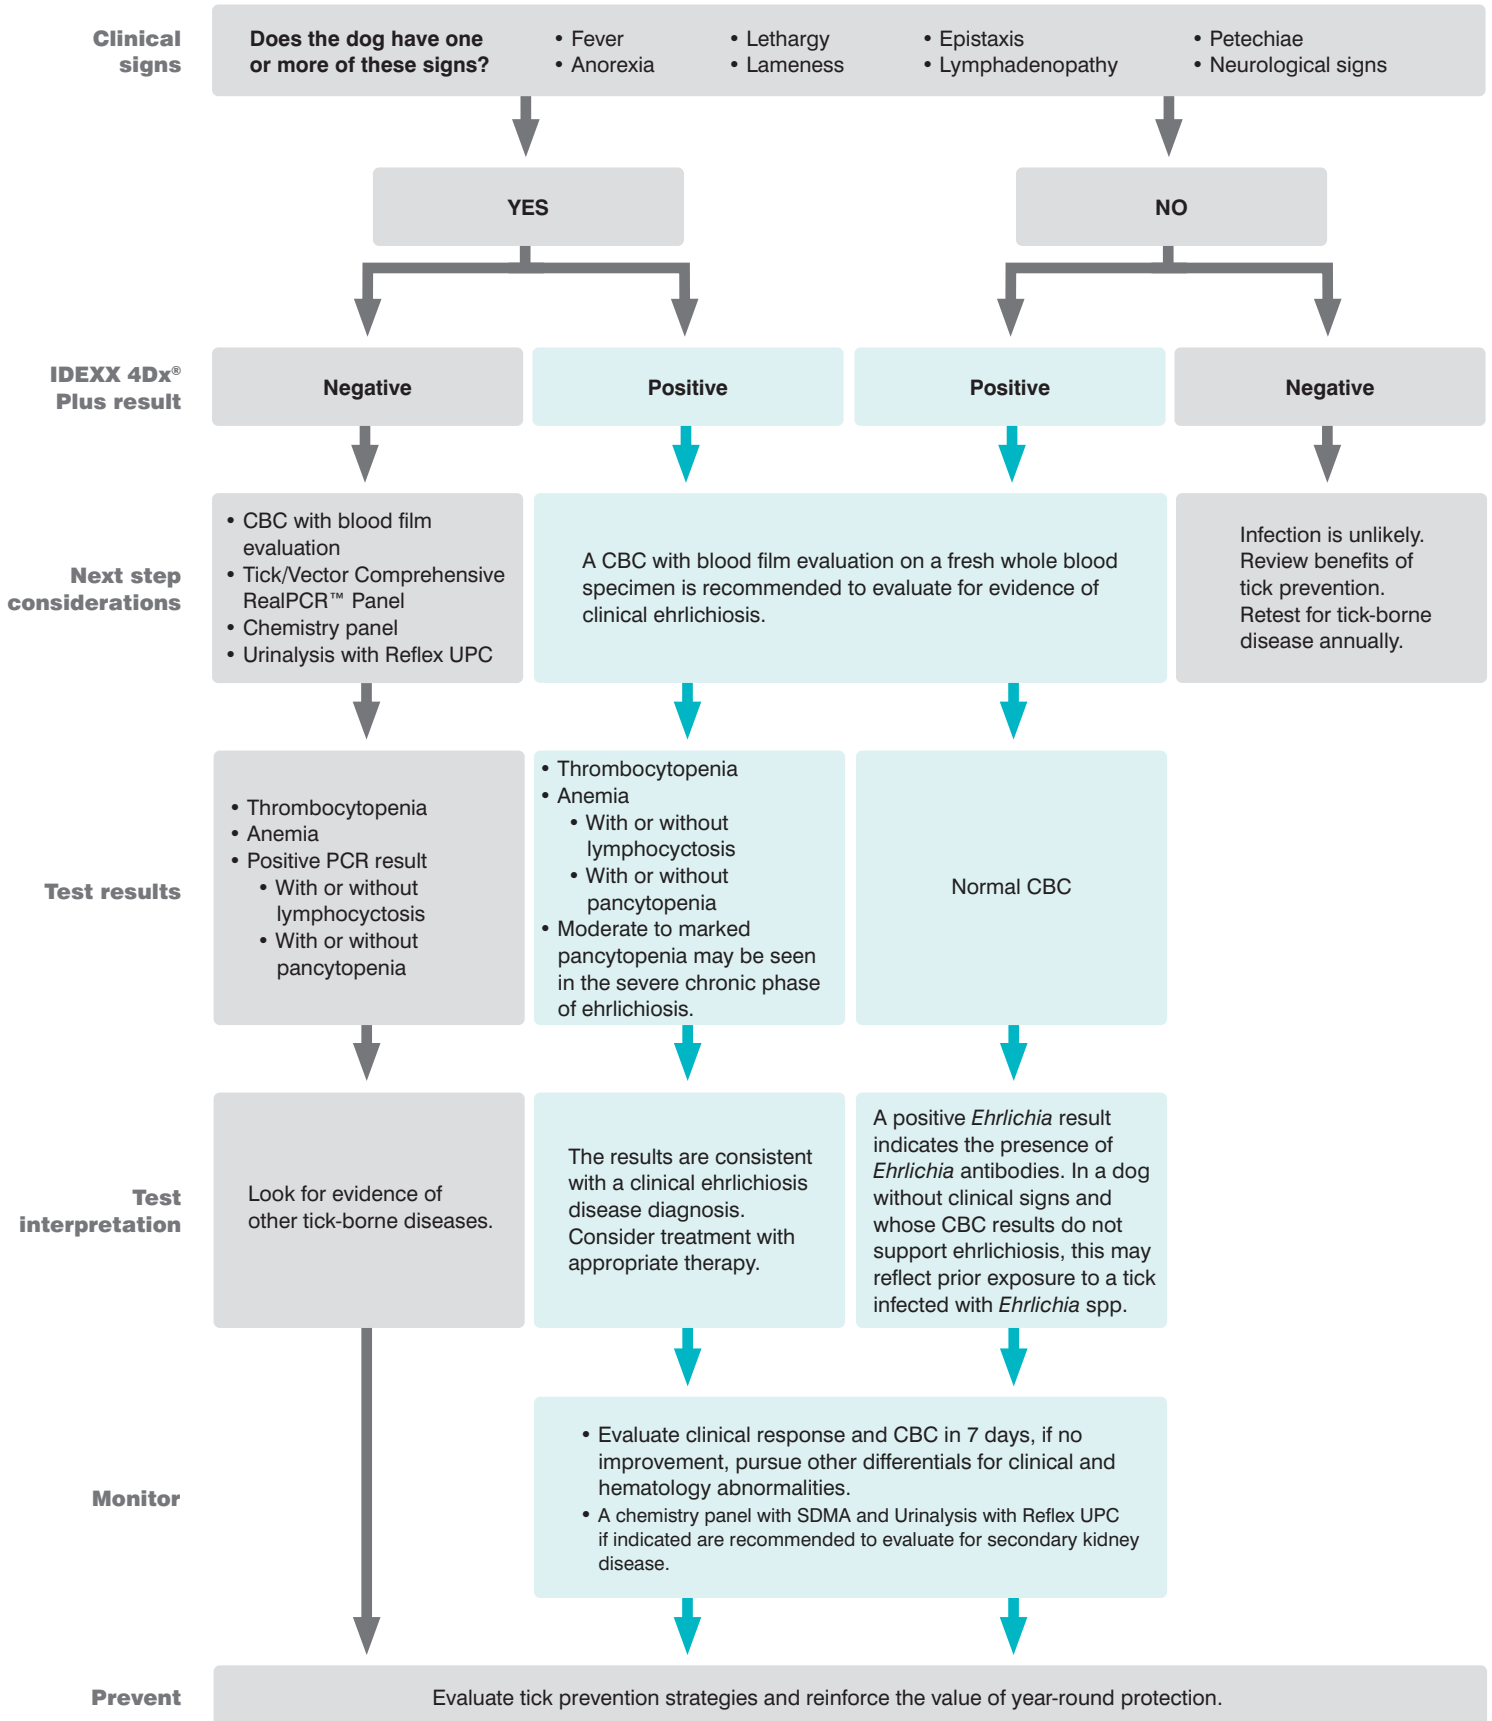 Clinical
signs
Does the dog have one
or more of these signs?
• Fever
• Anorexia
• Lethargy
• Lameness
• Epistaxis
• Lymphadenopathy
• Petechiae
• Neurological signs
YES
NO
IDEXX 4Dx®
Plus result
Negative
Positive
Positive
Negative
Next step
considerations
• CBC with blood film
evaluation
• Tick/Vector Comprehensive
RealPCR™ Panel
• Chemistry panel
• Urinalysis with Reflex UPC
A CBC with blood film evaluation on a fresh whole blood
specimen is recommended to evaluate for evidence of
clinical ehrlichiosis.
Infection is unlikely.
Review benefits of
tick prevention.
Retest for tick-borne
disease annually.
Test results
• Thrombocytopenia
• Anemia
• Positive PCR result
• With or without
lymphocyctosis
• With or without
pancytopenia
• Thrombocytopenia
• Anemia
• With or without
lymphocyctosis
• With or without
pancytopenia
• Moderate to marked
pancytopenia may be seen
in the severe chronic phase
of ehrlichiosis.
Normal CBC
Test
interpretation
Look for evidence of
other tick-borne diseases.
The results are consistent
with a clinical ehrlichiosis
disease diagnosis.
Consider treatment with
appropriate therapy.
A positive Ehrlichia result
indicates the presence of
Ehrlichia antibodies. In a dog
without clinical signs and
whose CBC results do not
support ehrlichiosis, this may
reflect prior exposure to a tick
infected with Ehrlichia spp.
Monitor
• Evaluate clinical response and CBC in 7 days, if no
improvement, pursue other differentials for clinical and
hematology abnormalities.
• A chemistry panel with SDMA and Urinalysis with Reflex UPC
if indicated are recommended to evaluate for secondary kidney
disease.
Prevent
Evaluate tick prevention strategies and reinforce the value of year-round protection.